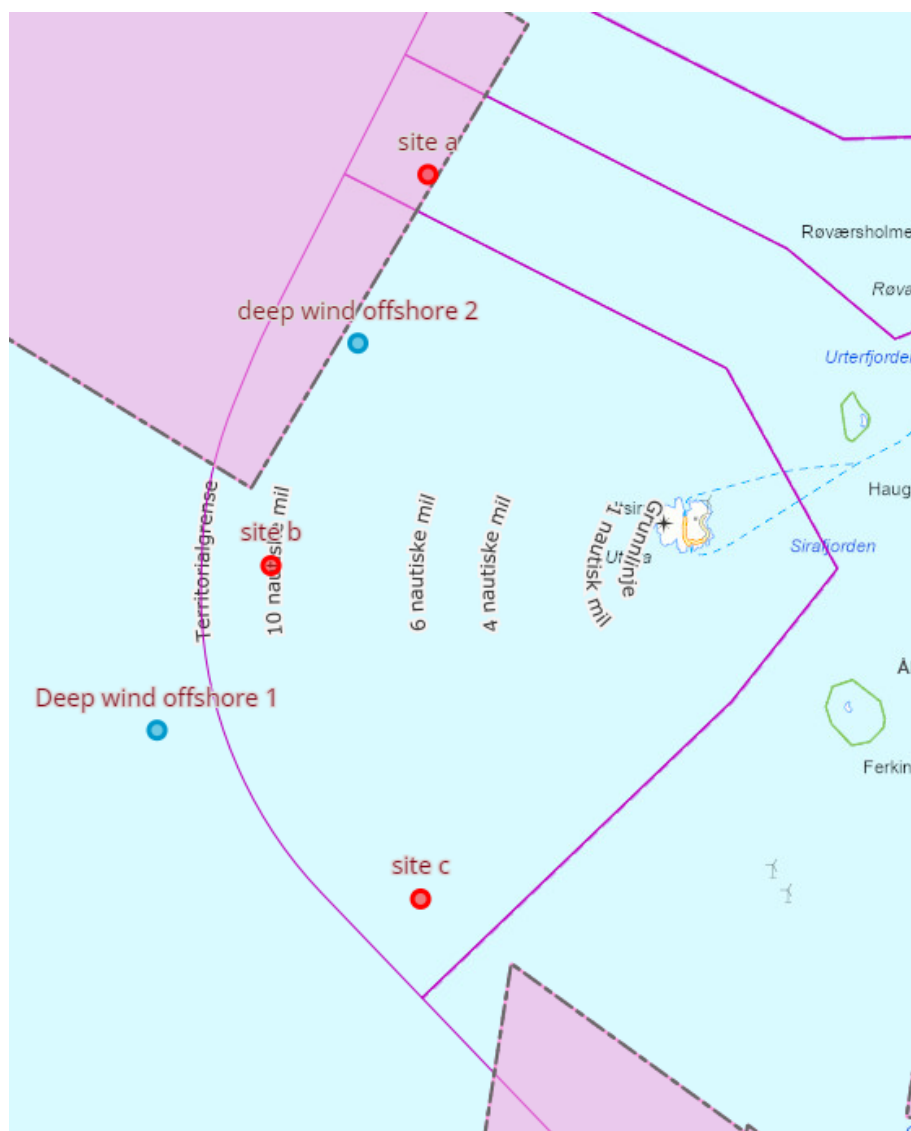 site a
Røværsholme
Røva
deep wind offshore 2
Urterfjorden
Haug
Territorialgrense
10 nautiske mil
6 nautiske mil
4 nautiske mil
1 nautisk mil
Grunnlinje
site b
Sirafjorden
Å
Deep wind offshore 1
Ferkin
site c